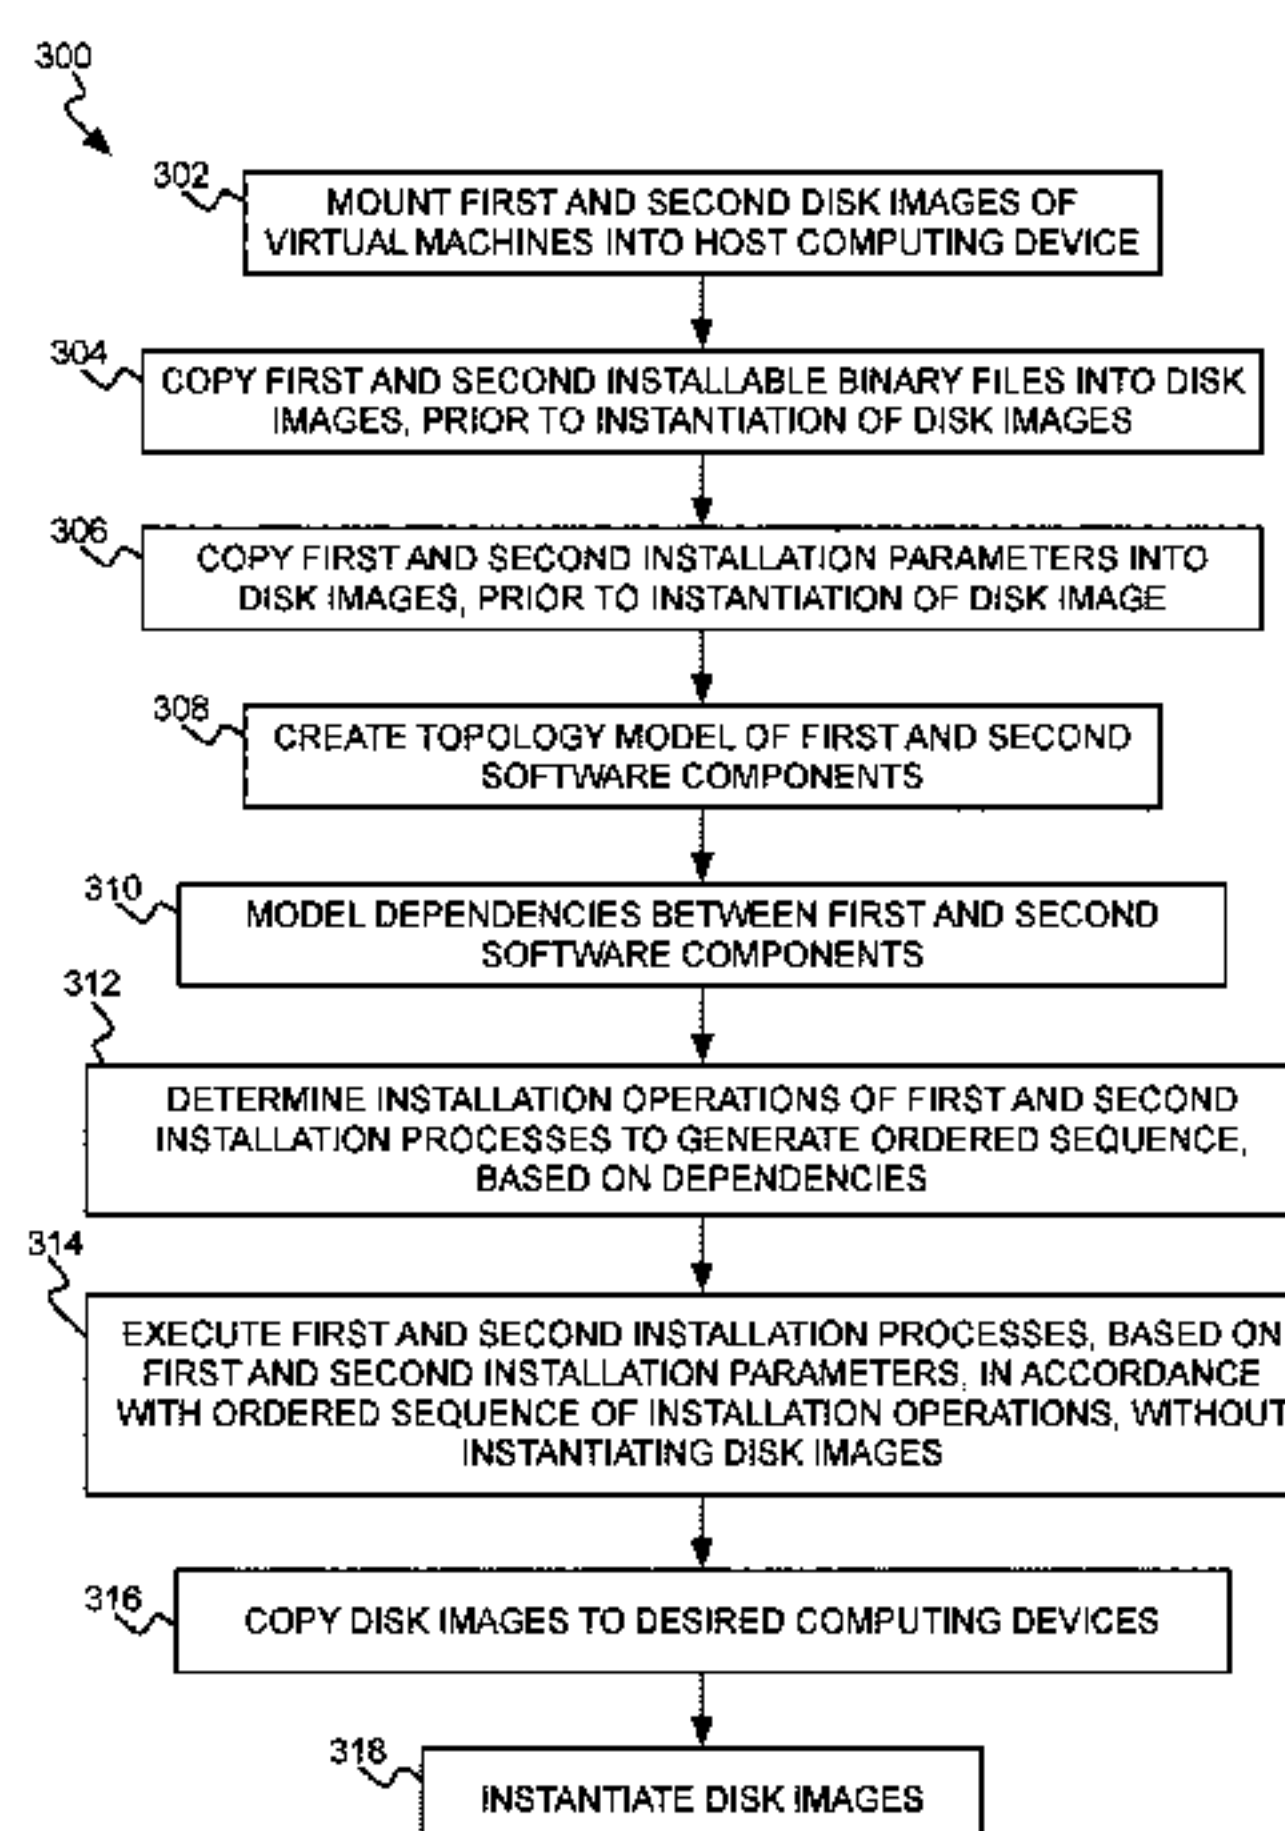 300
302
MOUNT FIRST AND SECOND DISK IMAGES OF
VIRTUAL MACHINES INTO HOST COMPUTING DEVICE
304
COPY FIRST AND SECOND INSTALLABLE BINARY FILES INTO DISK
IMAGES, PRIOR TO INSTANTIATION OF DISK IMAGES
306
COPY FIRST AND SECOND INSTALLATION PARAMETERS INTO
DISK IMAGES, PRIOR TO INSTANTIATION OF DISK IMAGE
308
CREATE TOPOLOGY MODEL OF FIRST AND SECOND
SOFTWARE COMPONENTS
310
MODEL DEPENDENCIES BETWEEN FIRST AND SECOND
SOFTWARE COMPONENTS
312
DETERMINE INSTALLATION OPERATIONS OF FIRST AND SECOND
INSTALLATION PROCESSES TO GENERATE ORDERED SEQUENCE,
BASED ON DEPENDENCIES
314
EXECUTE FIRST AND SECOND INSTALLATION PROCESSES, BASED ON
FIRST AND SECOND INSTALLATION PARAMETERS, IN ACCORDANCE
WITH ORDERED SEQUENCE OF INSTALLATION OPERATIONS, WITHOUT
INSTANTIATING DISK IMAGES
316
COPY DISK IMAGES TO DESIRED COMPUTING DEVICES
318
INSTANTIATE DISK IMAGES